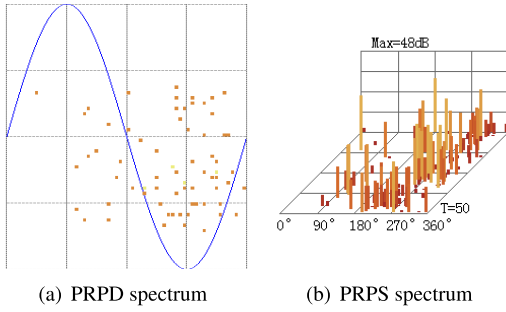 Max=48dB
T=50
0° 90° 180° 270° 360°
(a) PRPD spectrum
(b) PRPS spectrum